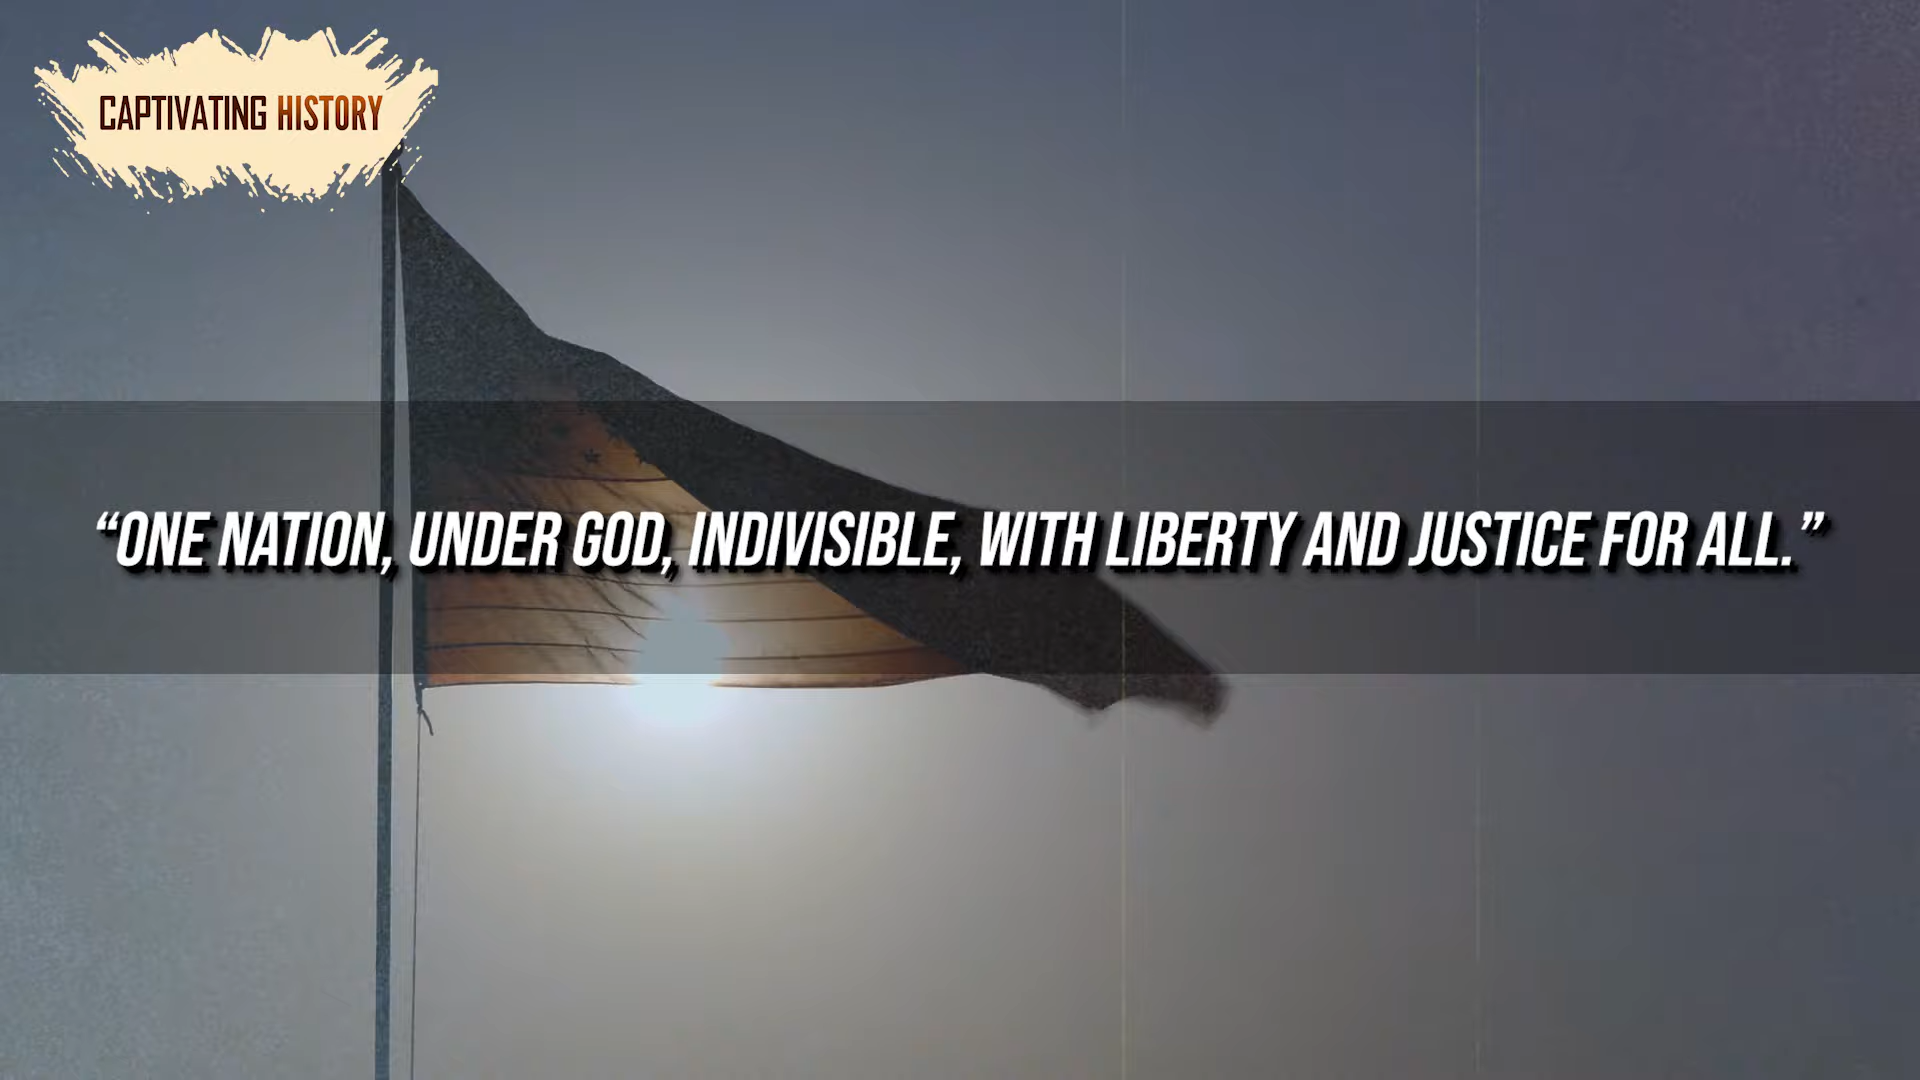 CAPTIVATING HISTORY
“ONE NATION, UNDER GOD, INDIVISIBLE, WITH LIBERTY AND JUSTICE FOR ALL.”